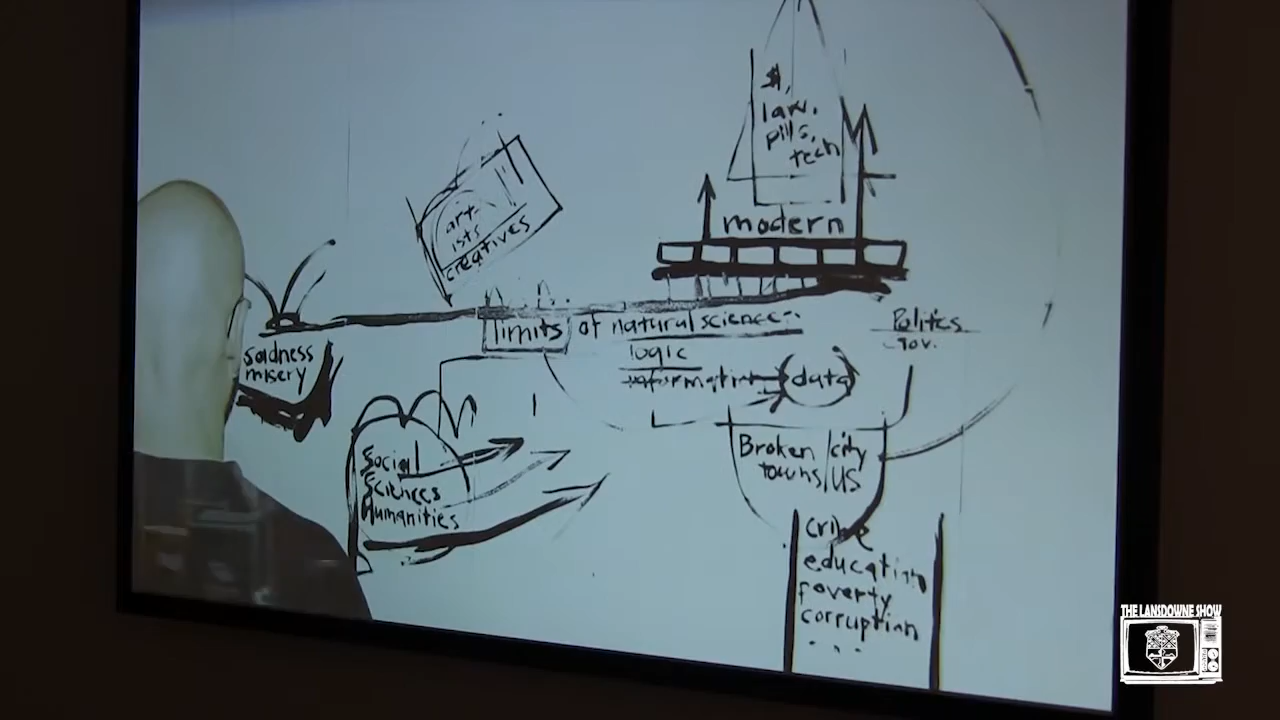 $,
law,
pills,
tech
modern
art-
ists
creatives
limits of natural science
logic
information
(data)
Politics
Gov.
sadness
misery
Social
Sciences
Humanities
Broken/city
towns/US
crime
education
poverty
corruption
...
THE LANSDOWNE SHOW